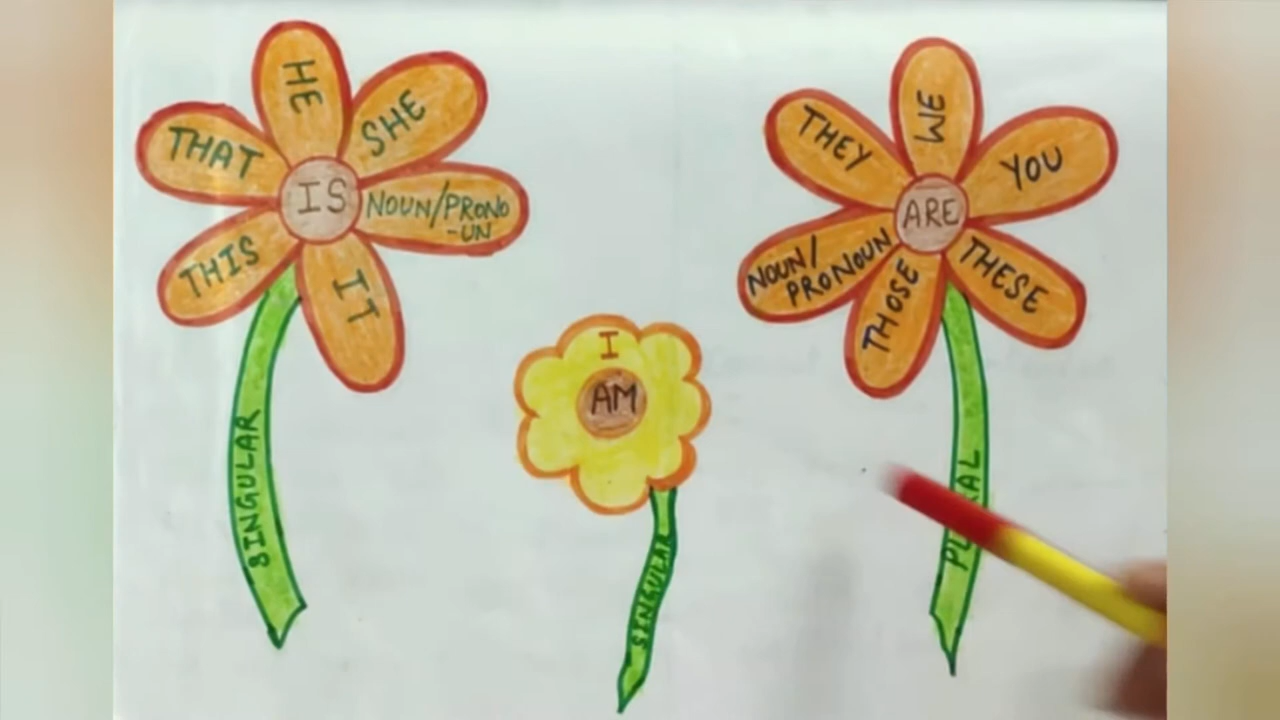 HE
SHE
THAT
IS
NOUN/PRONO
-UN
THIS
IT
SINGULAR
I
AM
SINGULAR
WE
THEY
YOU
ARE
NOUN/
PRONOUN
THOSE
THESE